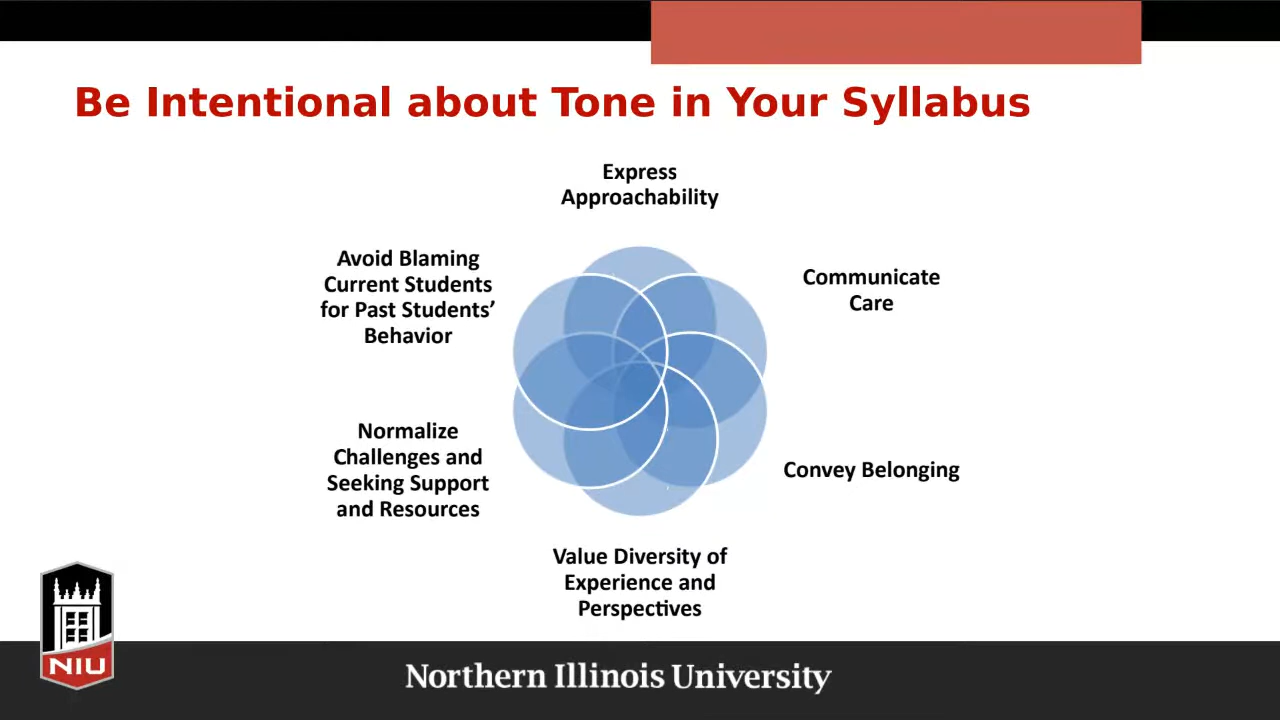 Be Intentional about Tone in Your Syllabus
Express
Approachability
Communicate
Care
Convey Belonging
Value Diversity of
Experience and
Perspectives
Normalize
Challenges and
Seeking Support
and Resources
Avoid Blaming
Current Students
for Past Students’
Behavior
NIU
Northern Illinois University